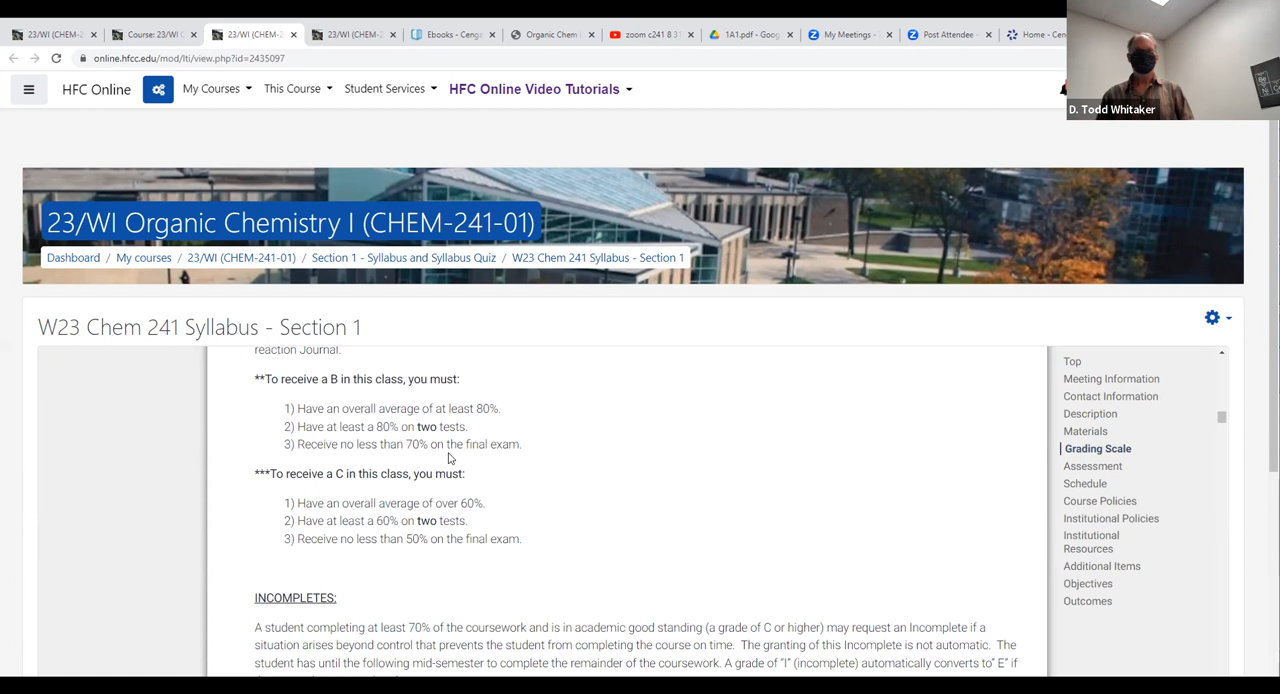 23/WI (CHEM-2
Course: 23/WI C
23/WI (CHEM-2
23/WI (CHEM-2
Ebooks - Cenga
Organic Chem I
zoom c241 8 3
1A1.pdf - Goog
My Meetings -
Post Attendee -
Home - Cen
online.hfcc.edu/mod/lti/view.php?id=2435097
HFC Online
My Courses
This Course
Student Services
HFC Online Video Tutorials
D. Todd Whitaker
23/WI Organic Chemistry I (CHEM-241-01)
Dashboard / My courses / 23/WI (CHEM-241-01) / Section 1 - Syllabus and Syllabus Quiz / W23 Chem 241 Syllabus - Section 1
W23 Chem 241 Syllabus - Section 1
reaction Journal.
**To receive a B in this class, you must:
1) Have an overall average of at least 80%.
2) Have at least a 80% on two tests.
3) Receive no less than 70% on the final exam.
***To receive a C in this class, you must:
1) Have an overall average of over 60%.
2) Have at least a 60% on two tests.
3) Receive no less than 50% on the final exam.
INCOMPLETES:
A student completing at least 70% of the coursework and is in academic good standing (a grade of C or higher) may request an Incomplete if a
situation arises beyond control that prevents the student from completing the course on time. The granting of this Incomplete is not automatic. The
student has until the following mid-semester to complete the remainder of the coursework. A grade of "I" (incomplete) automatically converts to" E" if
Top
Meeting Information
Contact Information
Description
Materials
Grading Scale
Assessment
Schedule
Course Policies
Institutional Policies
Institutional
Resources
Additional Items
Objectives
Outcomes